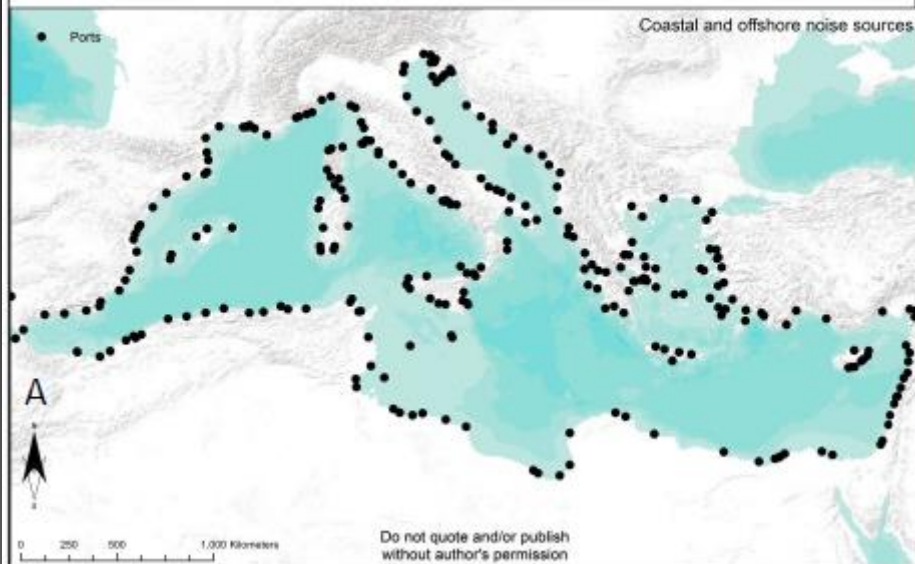 Coastal and offshore noise sources
Ports
A
N
S
0 250 500 1,000 Kilometers
Do not quote and/or publish
without author's permission